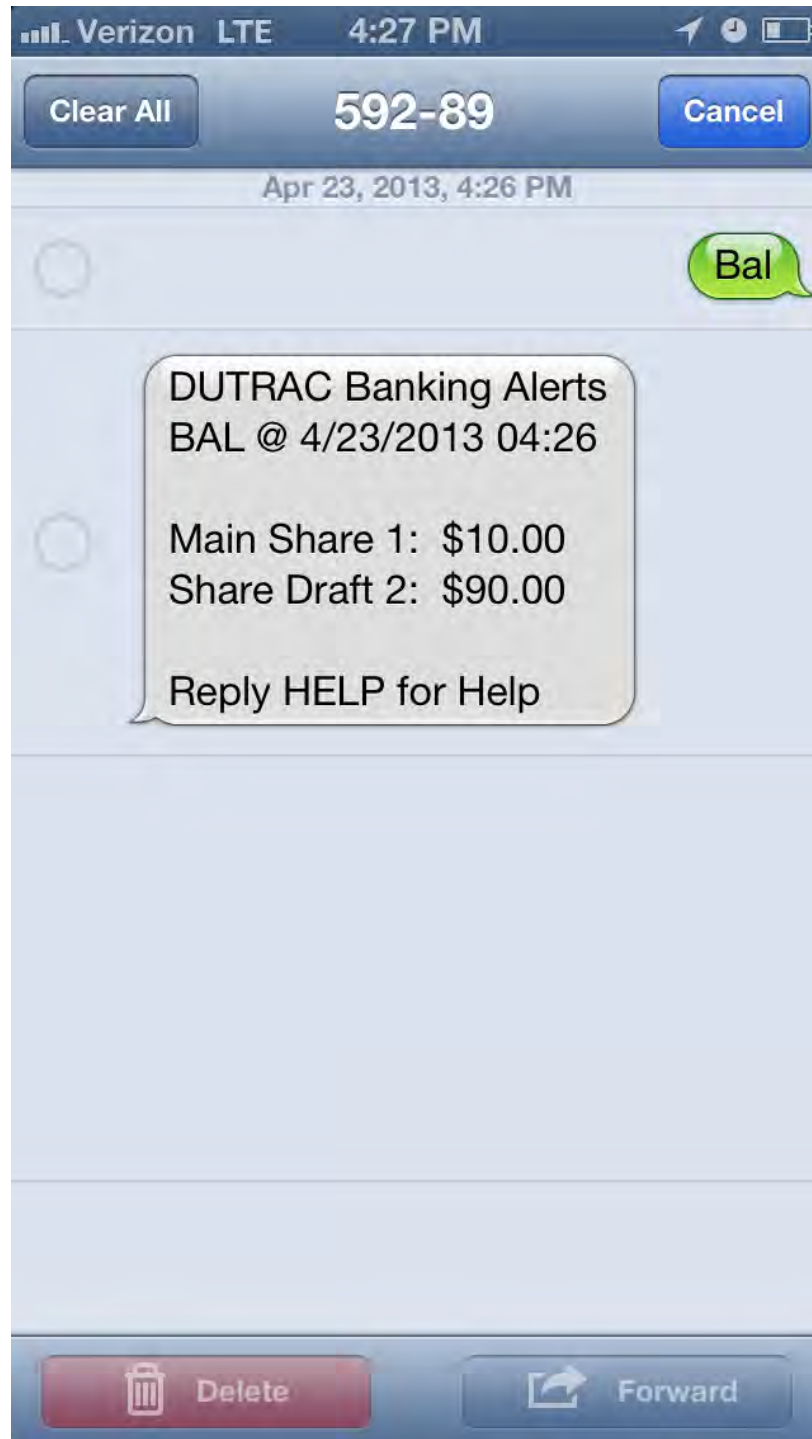 Verizon LTE 4:27 PM
Clear All 592-89 Cancel
Apr 23, 2013, 4:26 PM
Bal
DUTRAC Banking Alerts
BAL @ 4/23/2013 04:26
Main Share 1: $10.00
Share Draft 2: $90.00
Reply HELP for Help
Delete Forward